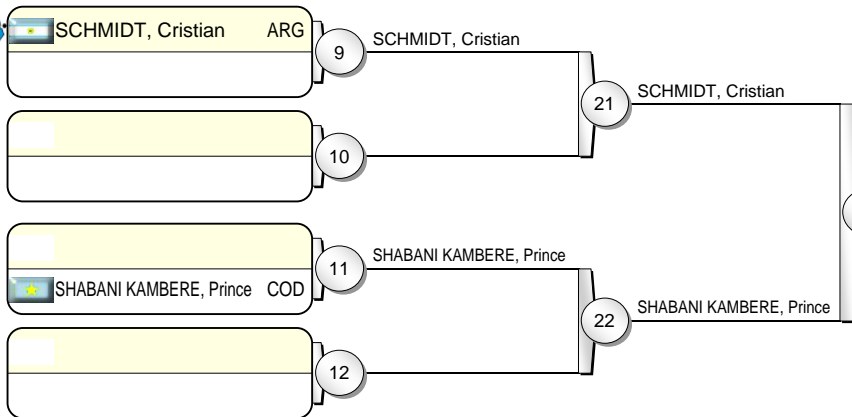 SCHMIDT, Cristian ARG
9
SCHMIDT, Cristian
21
SCHMIDT, Cristian
10
11
SHABANI KAMBERE, Prince
SHABANI KAMBERE, Prince COD
22
SHABANI KAMBERE, Prince
12